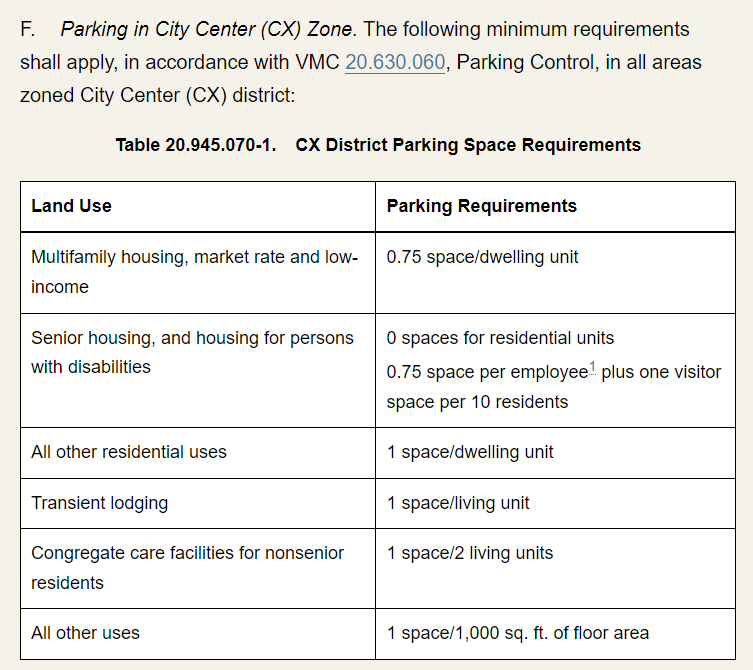 F. Parking in City Center (CX) Zone. The following minimum requirements
shall apply, in accordance with VMC 20.630.060, Parking Control, in all areas
zoned City Center (CX) district:
Table 20.945.070-1. CX District Parking Space Requirements
Land Use Parking Requirements
Multifamily housing, market rate and low-
income
0.75 space/dwelling unit
Senior housing, and housing for persons
with disabilities
0 spaces for residential units
0.75 space per employee1 plus one visitor
space per 10 residents
All other residential uses
1 space/dwelling unit
Transient lodging
1 space/living unit
Congregate care facilities for nonsenior
residents
1 space/2 living units
All other uses
1 space/1,000 sq. ft. of floor area